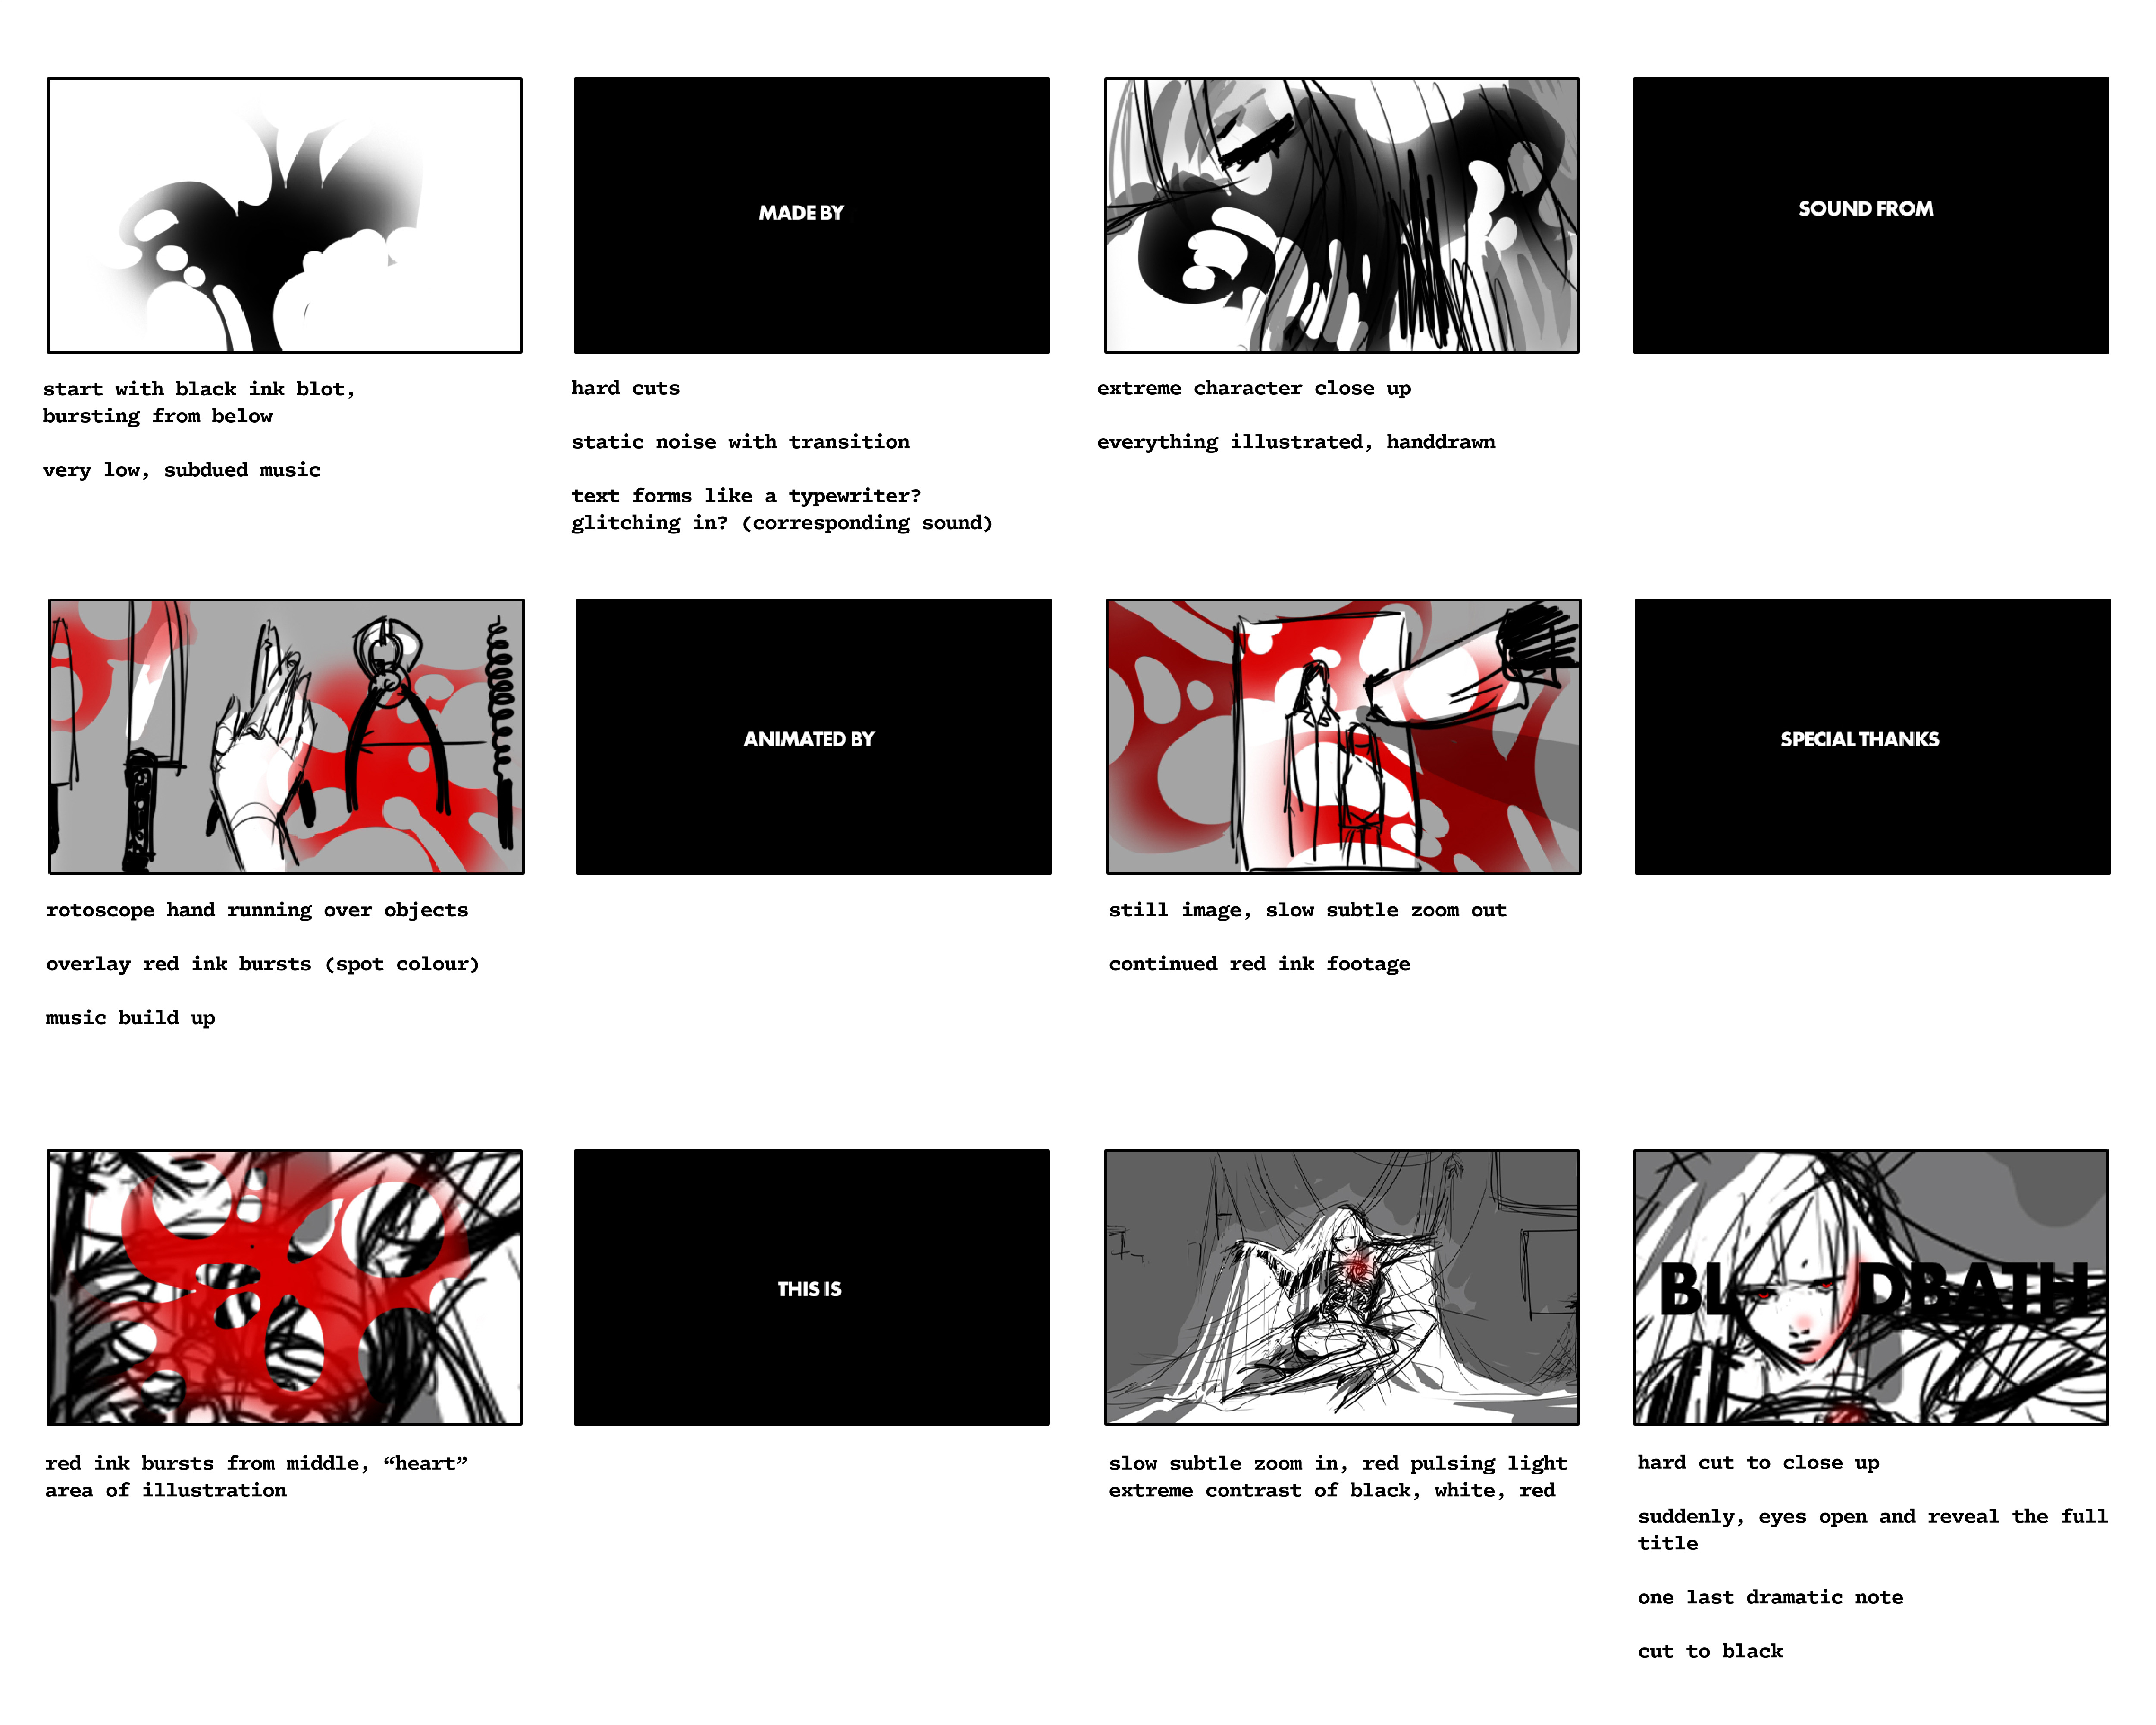 MADE BY
SOUND FROM
start with black ink blot,
bursting from below
very low, subdued music
hard cuts
static noise with transition
text forms like a typewriter?
glitching in? (corresponding sound)
extreme character close up
everything illustrated, handdrawn
ANIMATED BY
SPECIAL THANKS
rotoscope hand running over objects
overlay red ink bursts (spot colour)
music build up
still image, slow subtle zoom out
continued red ink footage
THIS IS
BL DBATH
red ink bursts from middle, “heart”
area of illustration
slow subtle zoom in, red pulsing light
extreme contrast of black, white, red
hard cut to close up
suddenly, eyes open and reveal the full
title
one last dramatic note
cut to black